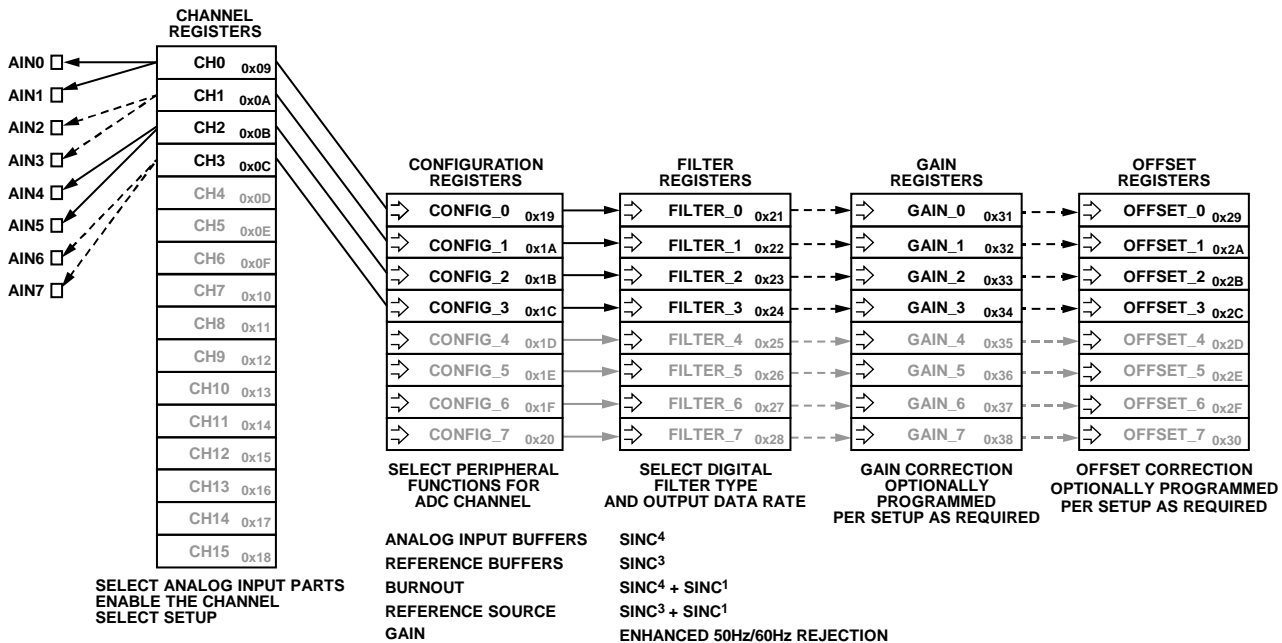 CHANNEL
REGISTERS
AIN0
AIN1
AIN2
AIN3
AIN4
AIN5
AIN6
AIN7
CH0 0x09
CH1 0x0A
CH2 0x0B
CH3 0x0C
CH4 0x0D
CH5 0x0E
CH6 0x0F
CH7 0x10
CH8 0x11
CH9 0x12
CH10 0x13
CH11 0x14
CH12 0x15
CH13 0x16
CH14 0x17
CH15 0x18
SELECT ANALOG INPUT PARTS
ENABLE THE CHANNEL
SELECT SETUP
CONFIGURATION
REGISTERS
CONFIG_0 0x19
CONFIG_1 0x1A
CONFIG_2 0x1B
CONFIG_3 0x1C
CONFIG_4 0x1D
CONFIG_5 0x1E
CONFIG_6 0x1F
CONFIG_7 0x20
SELECT PERIPHERAL
FUNCTIONS FOR
ADC CHANNEL
ANALOG INPUT BUFFERS
REFERENCE BUFFERS
BURNOUT
REFERENCE SOURCE
GAIN
FILTER
REGISTERS
FILTER_0 0x21
FILTER_1 0x22
FILTER_2 0x23
FILTER_3 0x24
FILTER_4 0x25
FILTER_5 0x26
FILTER_6 0x27
FILTER_7 0x28
SELECT DIGITAL
FILTER TYPE
AND OUTPUT DATA RATE
SINC⁴
SINC³
SINC⁴ + SINC¹
SINC³ + SINC¹
ENHANCED 50Hz/60Hz REJECTION
GAIN
REGISTERS
GAIN_0 0x31
GAIN_1 0x32
GAIN_2 0x33
GAIN_3 0x34
GAIN_4 0x35
GAIN_5 0x36
GAIN_6 0x37
GAIN_7 0x38
GAIN CORRECTION
OPTIONALLY
PROGRAMMED
PER SETUP AS REQUIRED
OFFSET
REGISTERS
OFFSET_0 0x29
OFFSET_1 0x2A
OFFSET_2 0x2B
OFFSET_3 0x2C
OFFSET_4 0x2D
OFFSET_5 0x2E
OFFSET_6 0x2F
OFFSET_7 0x30
OFFSET CORRECTION
OPTIONALLY PROGRAMMED
PER SETUP AS REQUIRED